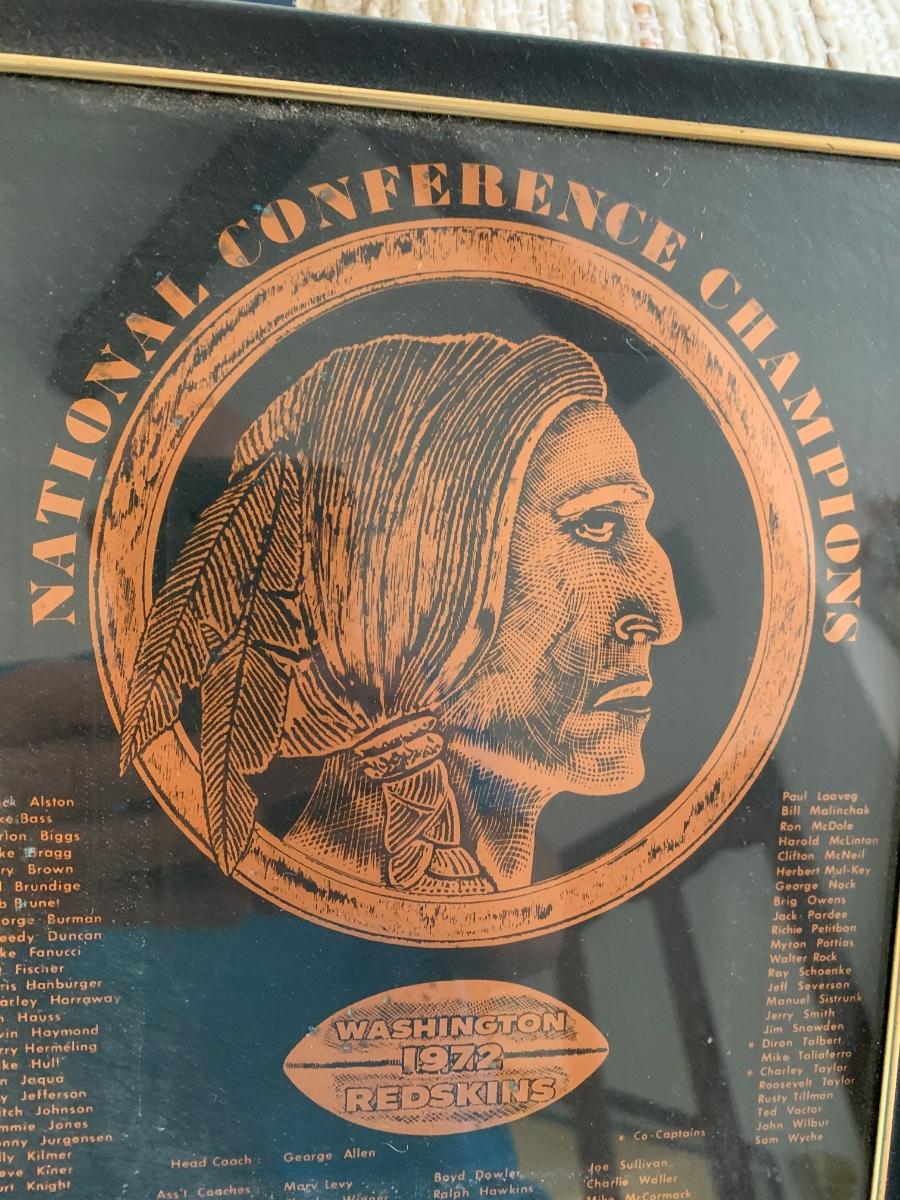 NATIONAL CONFERENCE CHAMPIONS
Alston
Bass
Biggs
Bragg
Brown
Brundige
Brunet
Burman
Duncan
Fanucci
Fischer
Hanburger
Harraway
Hauss
Haymond
Hermeling
Hull
Jaqua
Jefferson
Johnson
Jones
Jurgensen
Kilmer
Kiner
Knight
Paul Laaveg
Bill Malinchak
Ron McDole
Harold McLinton
Clifton McNeil
Herbert Mul-Key
George Nock
Brig Owens
Jack Pardee
Richie Petitbon
Myron Pottios
Walter Rock
Ray Schoenke
Jeff Severson
Manuel Sistrunk
Jerry Smith
Jim Snowden
* Diron Talbert
Mike Taliaferro
* Charley Taylor
Roosevelt Taylor
Rusty Tillman
Ted Vactor
John Wilbur
Sam Wyche
WASHINGTON
1972
REDSKINS
* Co-Captains
Head Coach: George Allen
Ass't Coaches: Marv Levy
Boyd Dowler
Ralph Hawkins
Joe Sullivan
Charlie Waller
Mike McCormack